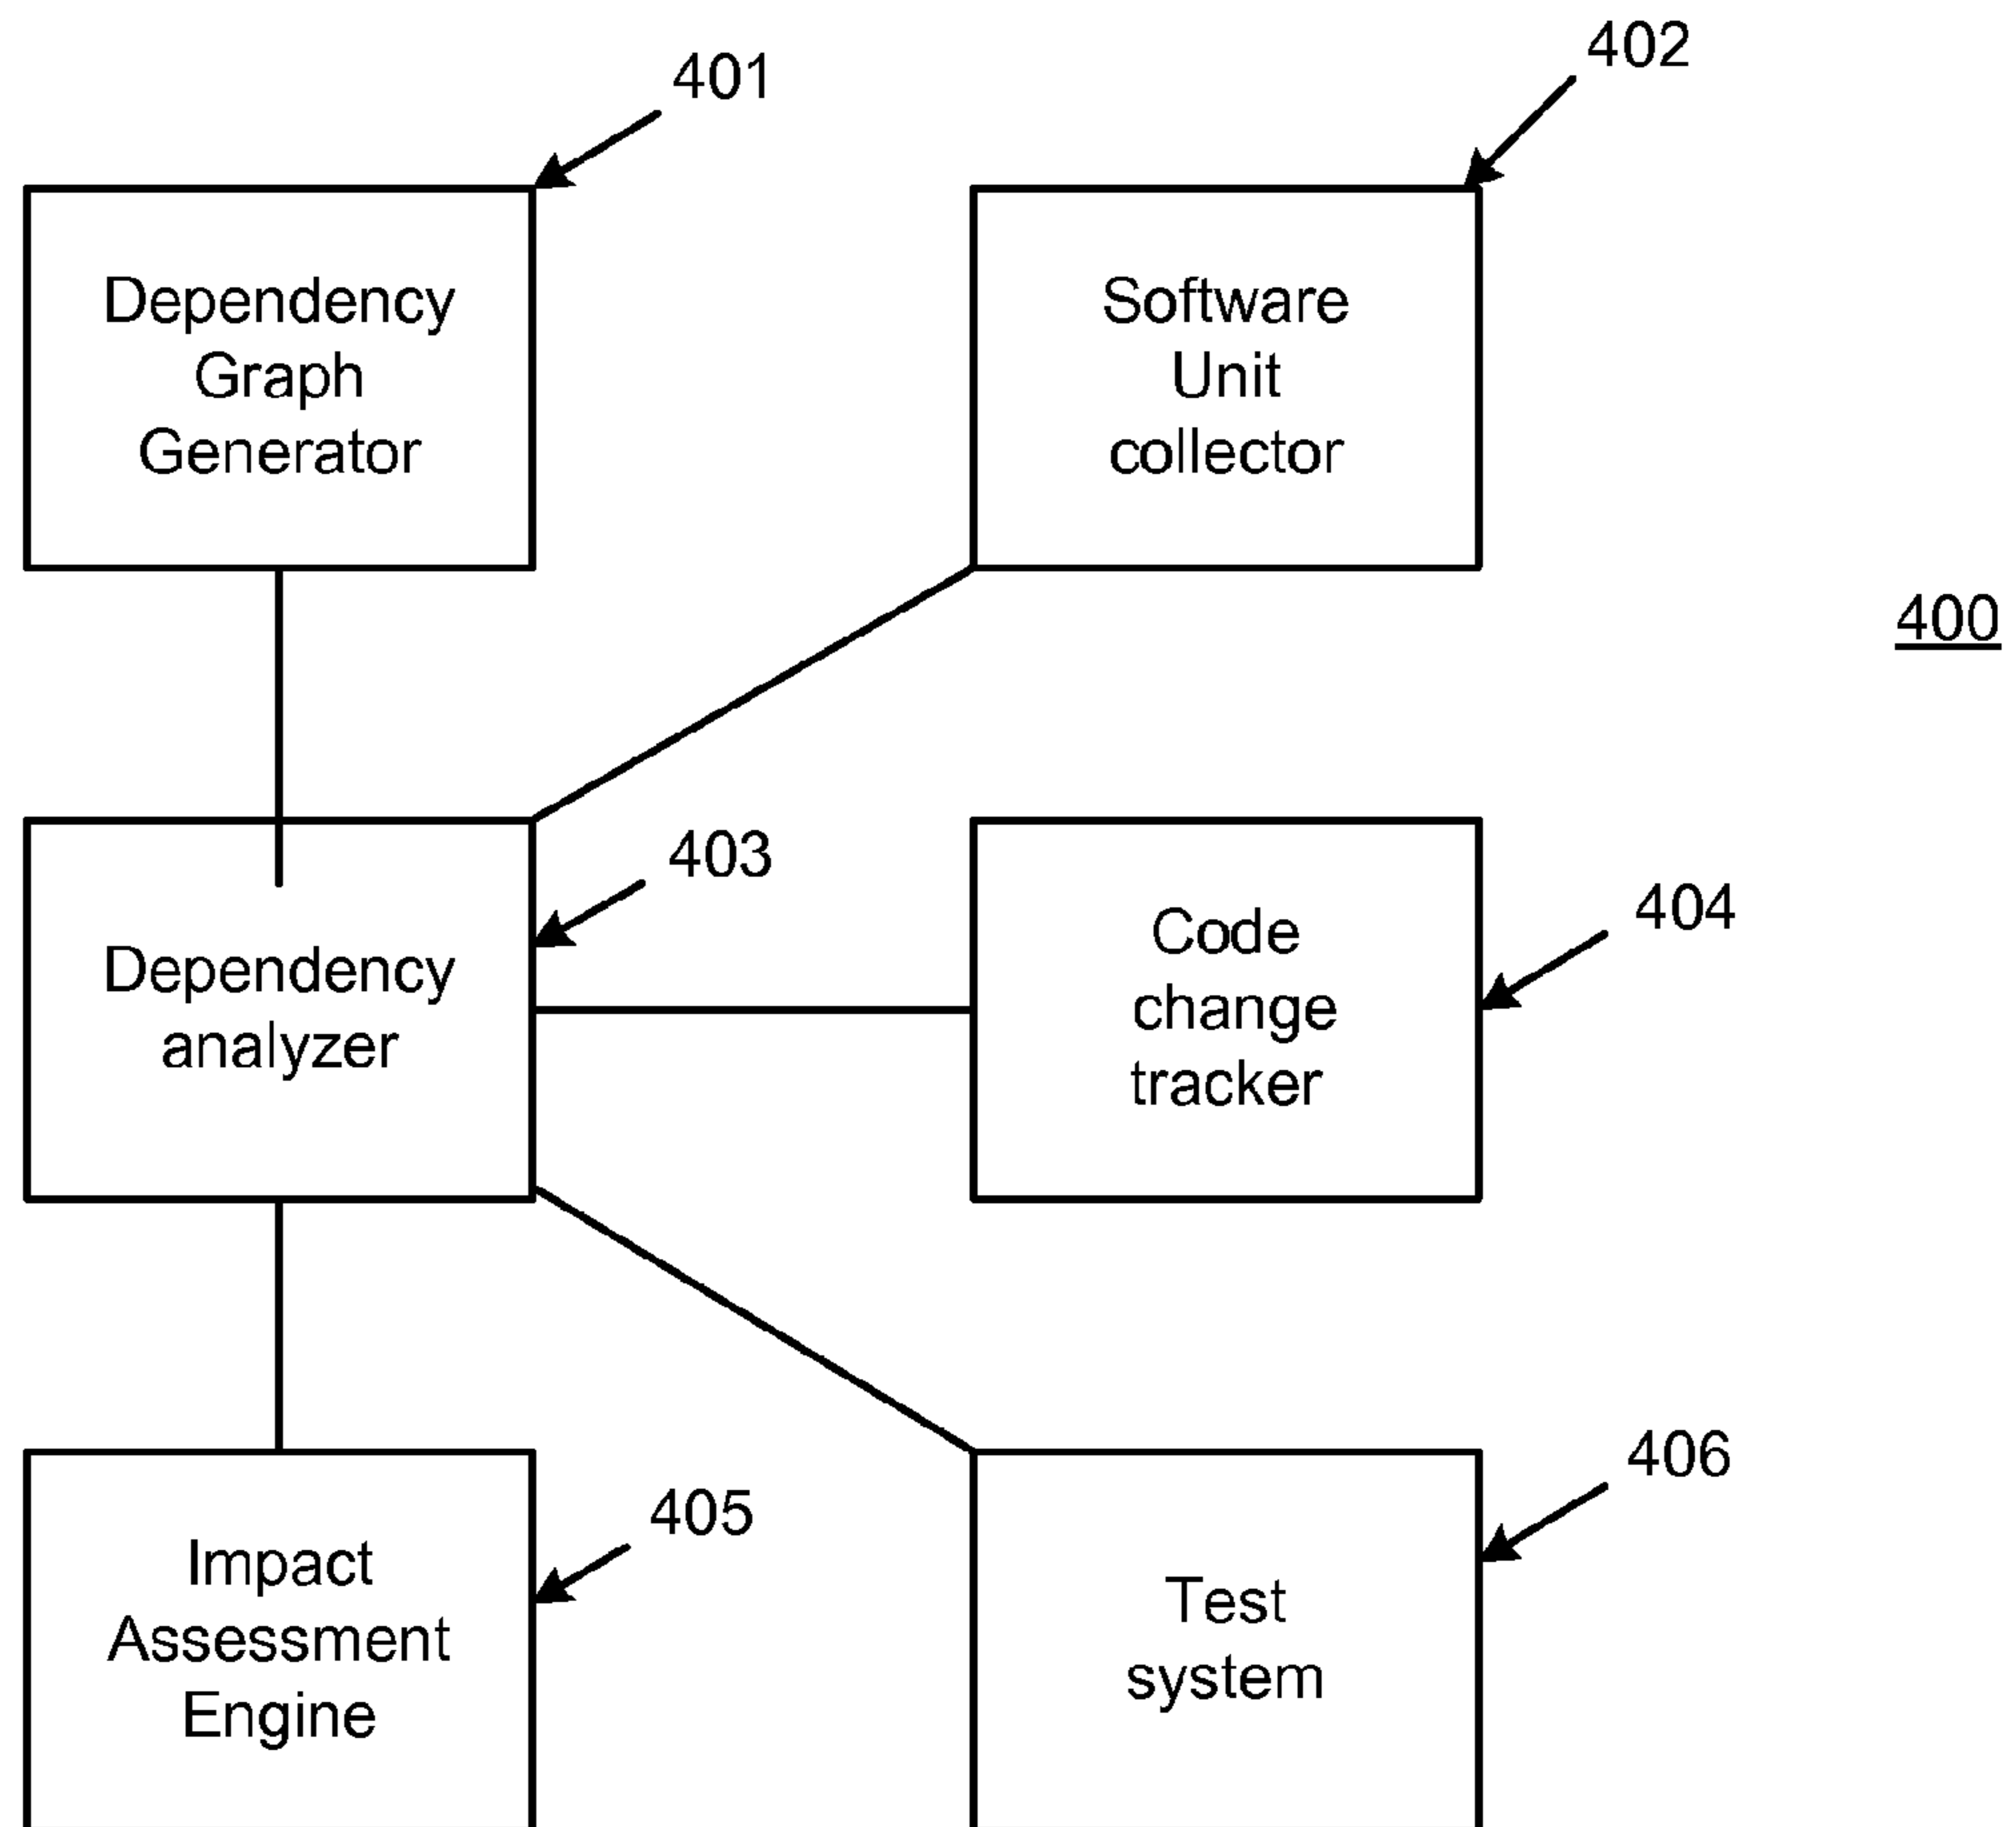 401
402
Dependency
Graph
Generator
Software
Unit
collector
400
403
Dependency
analyzer
404
Code
change
tracker
405
Impact
Assessment
Engine
406
Test
system